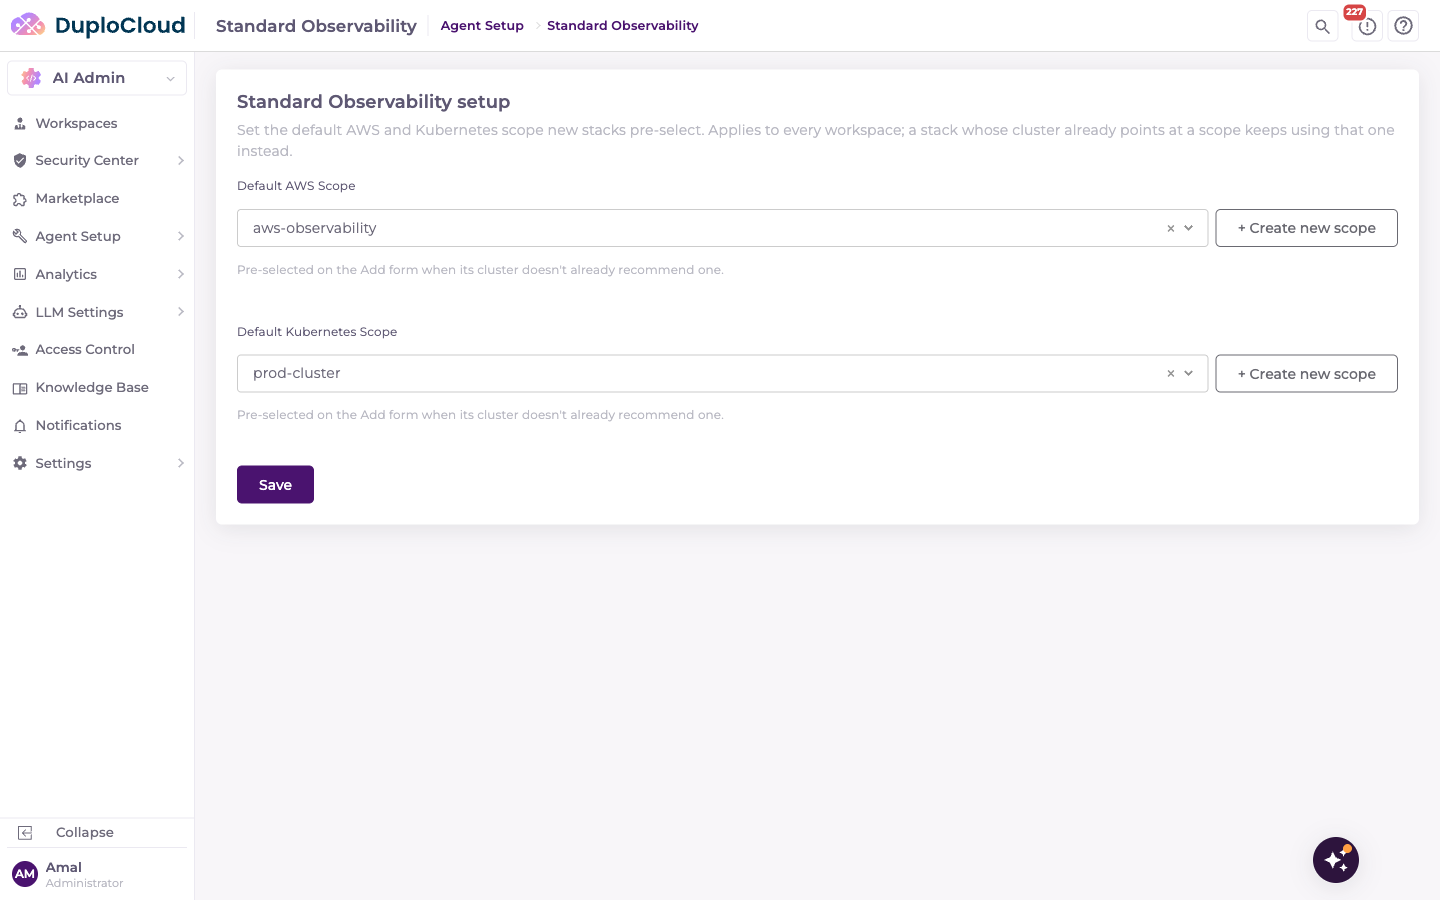 DuploCloud
Standard Observability
Agent Setup
Standard Observability
227
AI Admin
Workspaces
Security Center
Marketplace
Agent Setup
Analytics
LLM Settings
Access Control
Knowledge Base
Notifications
Settings
Standard Observability setup
Set the default AWS and Kubernetes scope new stacks pre-select. Applies to every workspace; a stack whose cluster already points at a scope keeps using that one
instead.
Default AWS Scope
aws-observability
+ Create new scope
Pre-selected on the Add form when its cluster doesn't already recommend one.
Default Kubernetes Scope
prod-cluster
+ Create new scope
Pre-selected on the Add form when its cluster doesn't already recommend one.
Save
Collapse
AM
Amal
Administrator